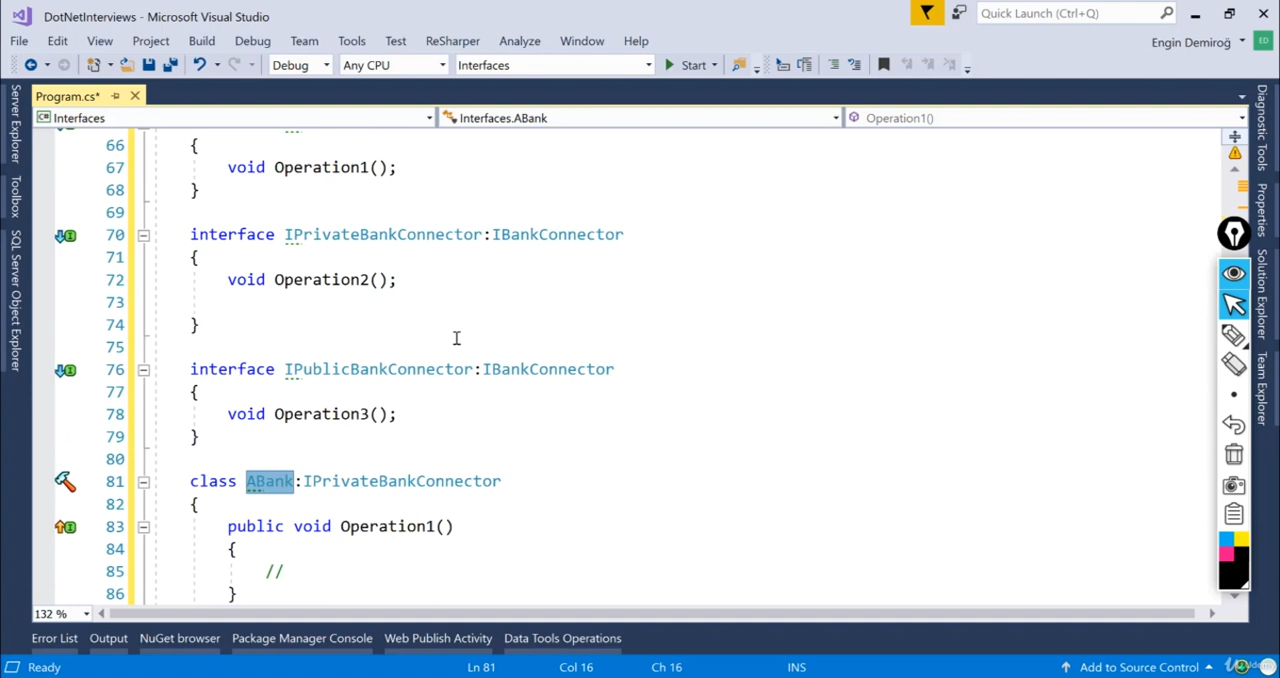 DotNetInterviews - Microsoft Visual Studio
Quick Launch (Ctrl+Q)
File Edit View Project Build Debug Team Tools Test ReSharper Analyze Window Help
Engin Demiroğ ED
Debug Any CPU Interfaces Start
Program.cs*
Interfaces Interfaces.ABank Operation1()
66 {
67 void Operation1();
68 }
69
70 interface IPrivateBankConnector:IBankConnector
71 {
72 void Operation2();
73
74 }
75
76 interface IPublicBankConnector:IBankConnector
77 {
78 void Operation3();
79 }
80
81 class ABank:IPrivateBankConnector
82 {
83 public void Operation1()
84 {
85 //
86 }
Server Explorer
Toolbox
SQL Server Object Explorer
Diagnostic Tools
Properties
Solution Explorer
Team Explorer
132 %
Error List Output NuGet browser Package Manager Console Web Publish Activity Data Tools Operations
Ready Ln 81 Col 16 Ch 16 INS Add to Source Control